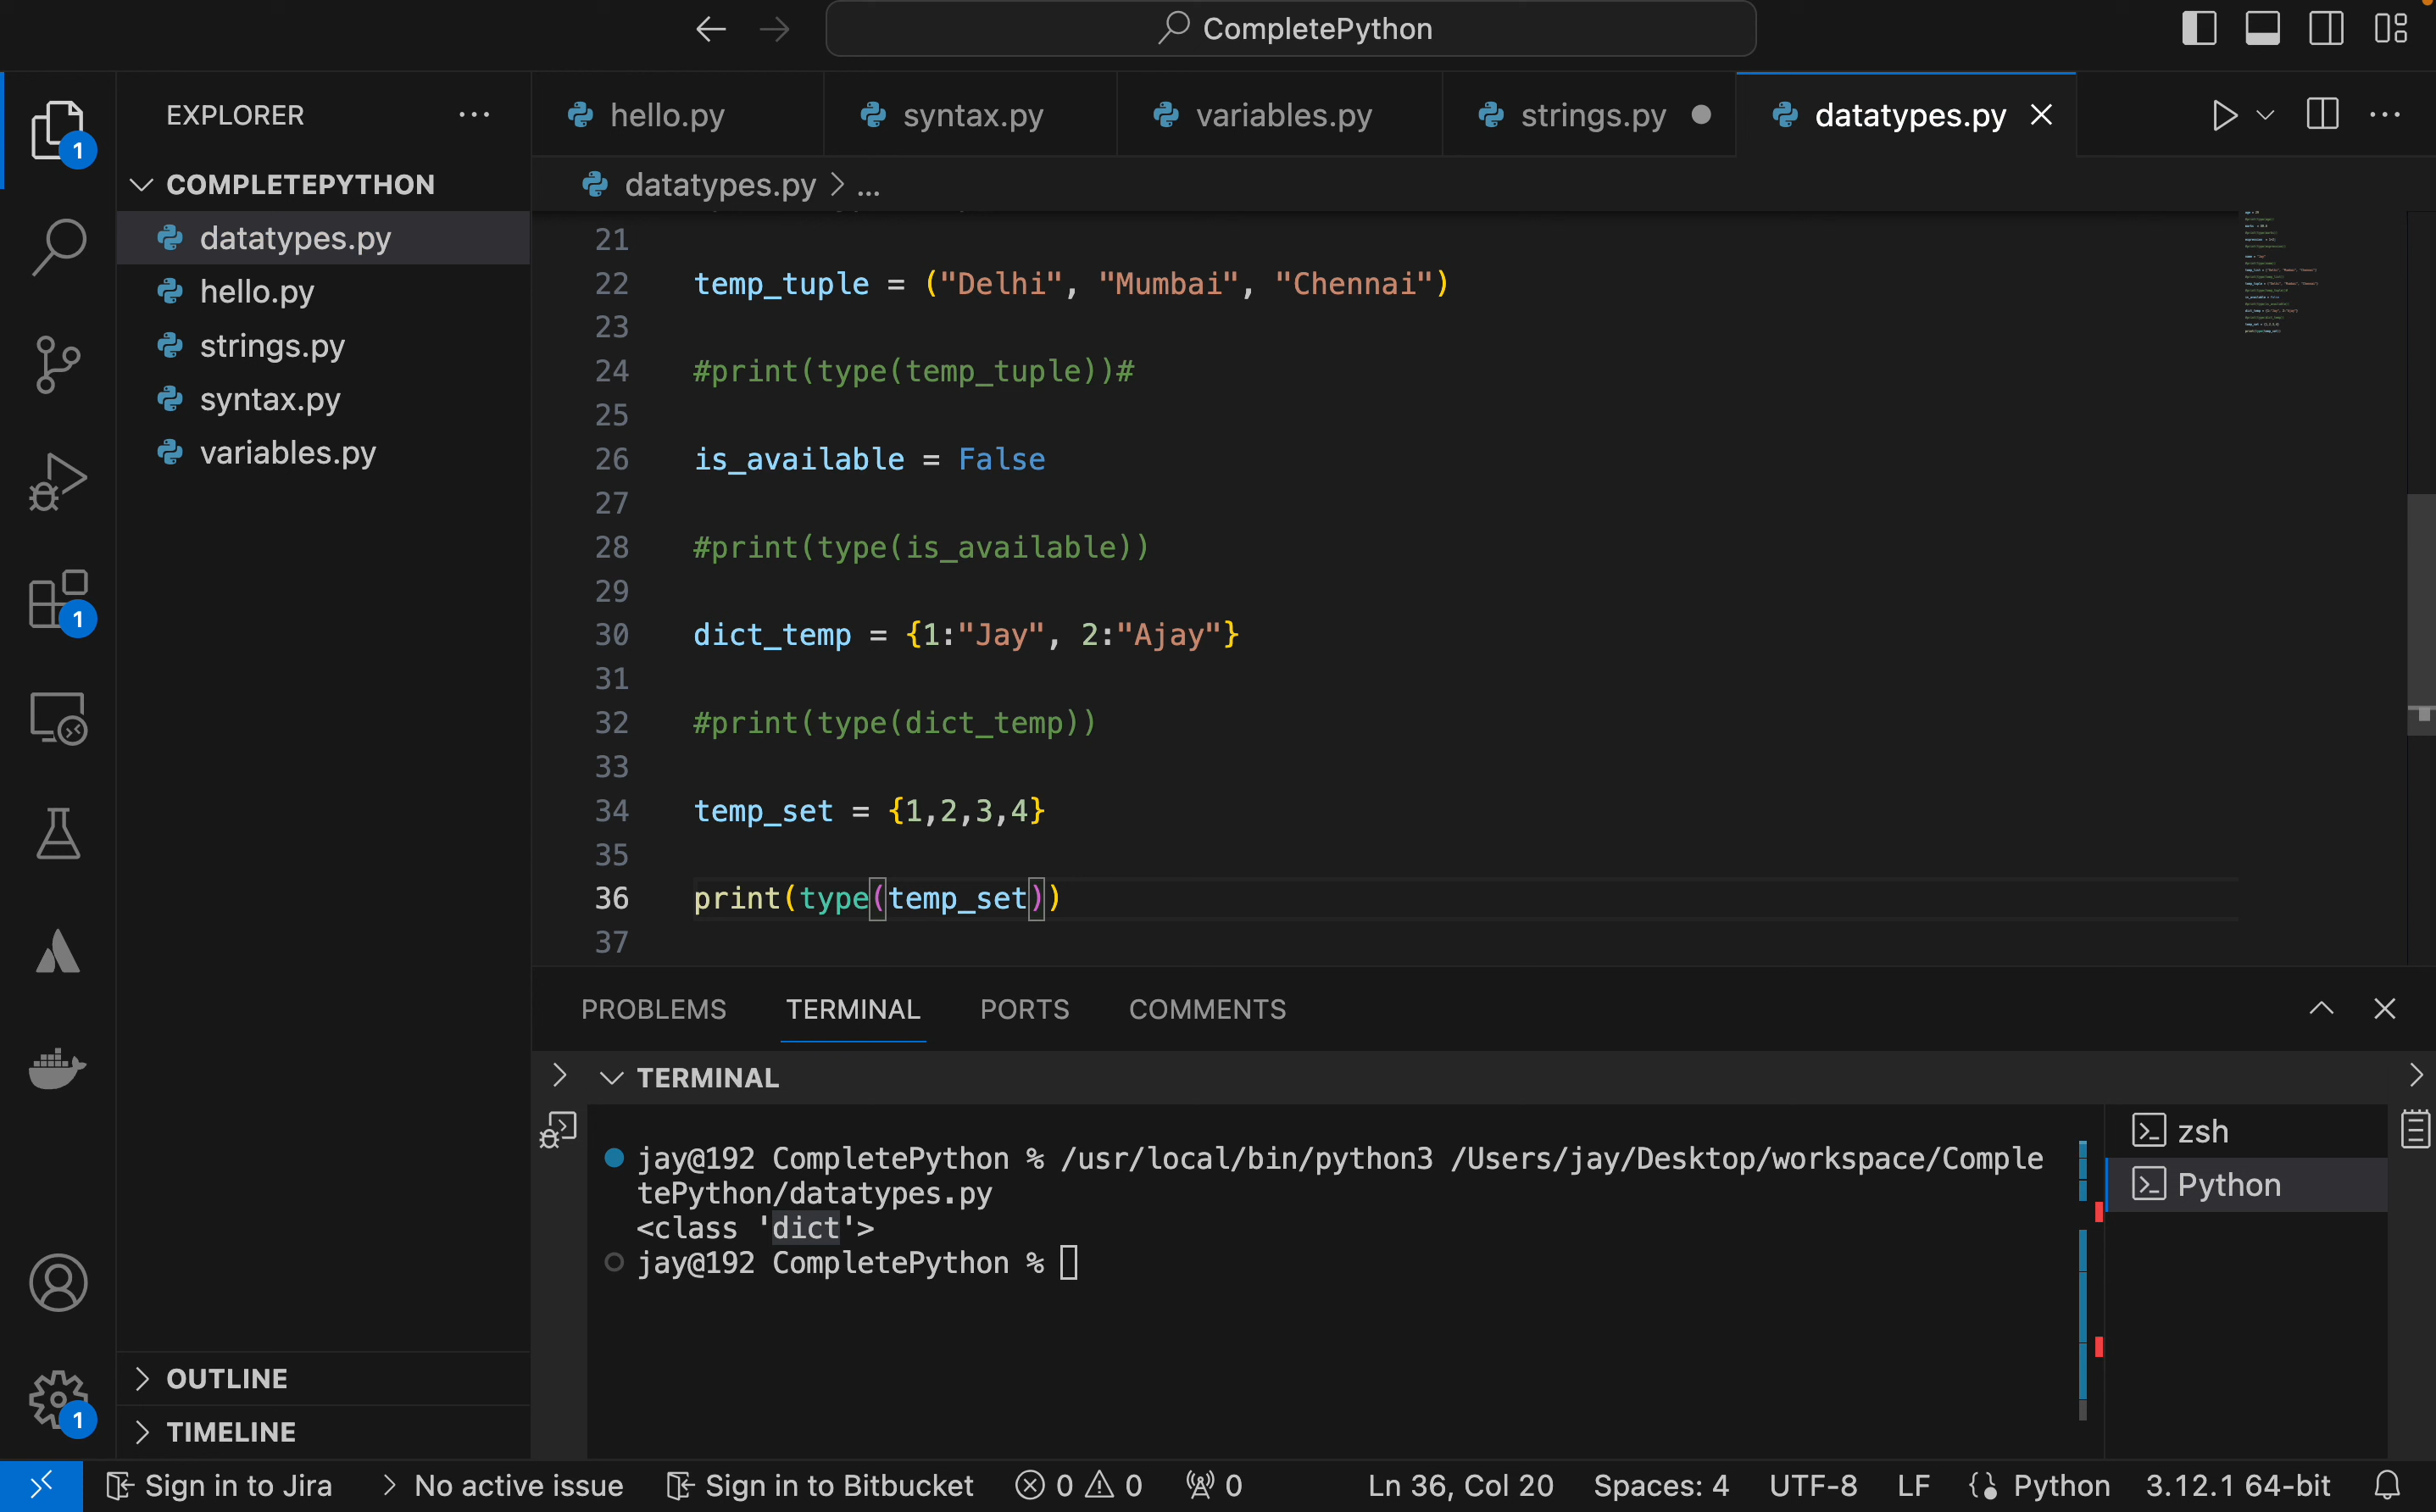 CompletePython
EXPLORER
hello.py
syntax.py
variables.py
strings.py
datatypes.py
1
COMPLETEPYTHON
datatypes.py > ...
datatypes.py
hello.py
strings.py
syntax.py
variables.py
1
21
22 temp_tuple = ("Delhi", "Mumbai", "Chennai")
23
24 #print(type(temp_tuple))#
25
26 is_available = False
27
28 #print(type(is_available))
29
30 dict_temp = {1:"Jay", 2:"Ajay"}
31
32 #print(type(dict_temp))
33
34 temp_set = {1,2,3,4}
35
36 print(type(temp_set))
37
PROBLEMS
TERMINAL
PORTS
COMMENTS
TERMINAL
jay@192 CompletePython % /usr/local/bin/python3 /Users/jay/Desktop/workspace/Comple
tePython/datatypes.py
<class 'dict'>
jay@192 CompletePython %
zsh
Python
OUTLINE
TIMELINE
1
Sign in to Jira
No active issue
Sign in to Bitbucket
0
0
0
Ln 36, Col 20
Spaces: 4
UTF-8
LF
Python
3.12.1 64-bit